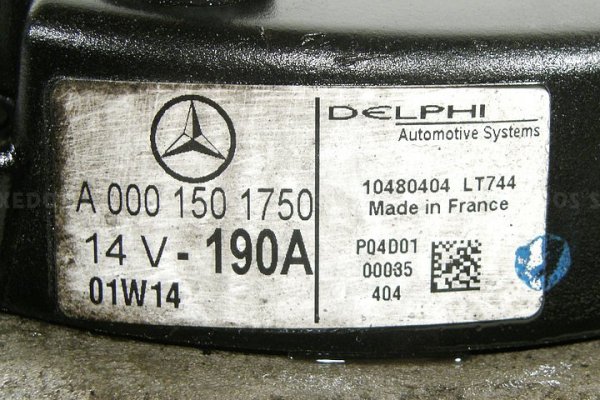 A 000 150 1750
14 V - 190A
01W14
DELPHI
Automotive Systems
10480404 LT744
Made in France
P04D01
00035
404